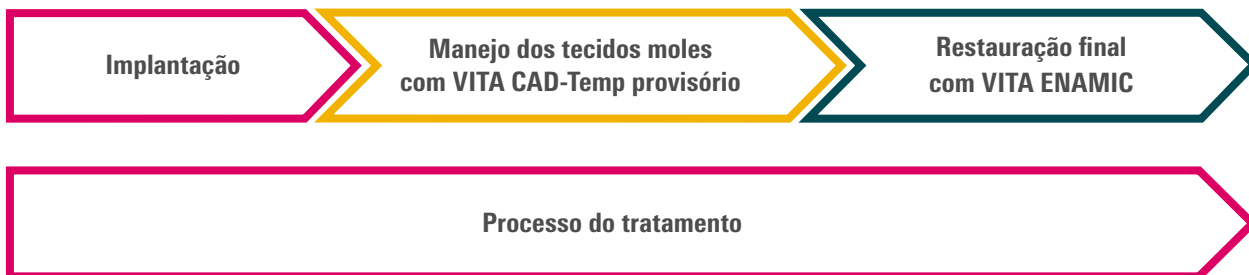 Implantação
Manejo dos tecidos moles
com VITA CAD-Temp provisório
Restauração final
com VITA ENAMIC
Processo do tratamento